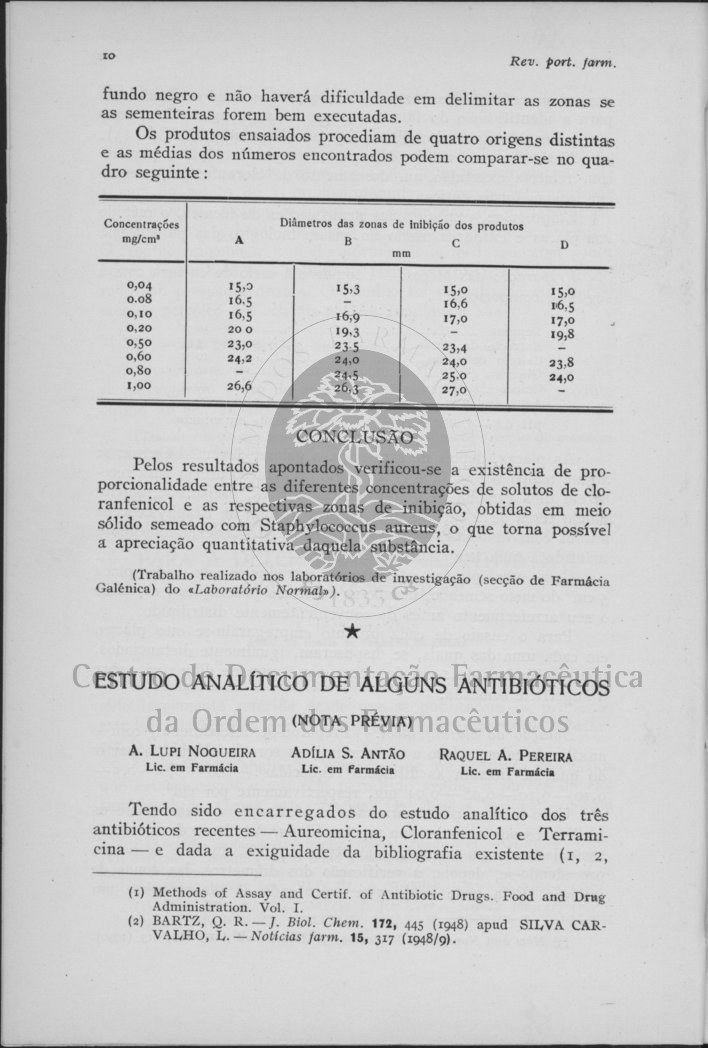 10
Rev. port. farm.
fundo negro e não haverá dificuldade em delimitar as zonas se
as sementeiras forem bem executadas.
Os produtos ensaiados procediam de quatro origens distintas
e as médias dos números encontrados podem comparar-se no qua-
dro seguinte :
Concentrações mg/cm³ Diâmetros das zonas de inibição dos produtos
A B C D
mm
0,04 15,0 15,3 15,0 15,0
0.08 16,5 — 16,6 16,5
0,10 16,5 16,9 17,0 17,0
0,20 20 0 19,3 — 19,8
0,50 23,0 23 5 23,4 —
0,60 24,2 24,0 24,0 23,8
0,80 — 24,5 25,0 24,0
1,00 26,6 26,3 27,0 —
CONCLUSÃO
Pelos resultados apontados verificou-se a existência de pro-
porcionalidade entre as diferentes concentrações de solutos de clo-
ranfenicol e as respectivas zonas de inibição, obtidas em meio
sólido semeado com Staphylococcus aureus, o que torna possível
a apreciação quantitativa daquela substância.
(Trabalho realizado nos laboratórios de investigação (secção de Farmácia
Galénica) do «Laboratório Normal»).
1835
★
Centro de Documentação Farmacêutica
ESTUDO ANALÍTICO DE ALGUNS ANTIBIÓTICOS
da Ordem dos Farmacêuticos
(NOTA PRÉVIA)
A. LUPI NOGUEIRA ADÍLIA S. ANTÃO RAQUEL A. PEREIRA
Lic. em Farmácia Lic. em Farmácia Lic. em Farmácia
Tendo sido encarregados do estudo analítico dos três
antibióticos recentes — Aureomicina, Cloranfenicol e Terrami-
cina — e dada a exiguidade da bibliografia existente (1, 2,
(1) Methods of Assay and Certif. of Antibiotic Drugs. Food and Drug
Administration. Vol. I.
(2) BARTZ, Q. R. — J. Biol. Chem. 172, 445 (1948) apud SILVA CAR-
VALHO, L. — Notícias farm. 15, 317 (1948/9).